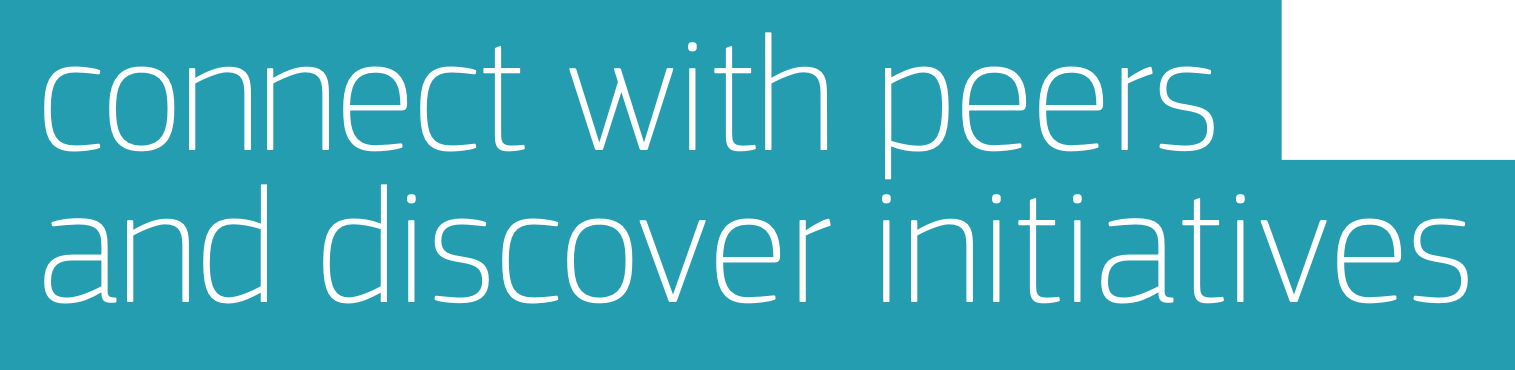 connect with peers
and discover initiatives